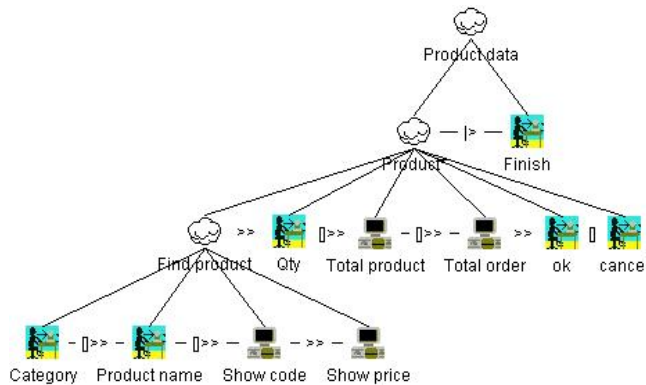 Product data
|>
Product* Finish
>> []>> []>> >> []
Find product Qty Total product Total order ok cance
[]>> []>> >>
Category Product name Show code Show price